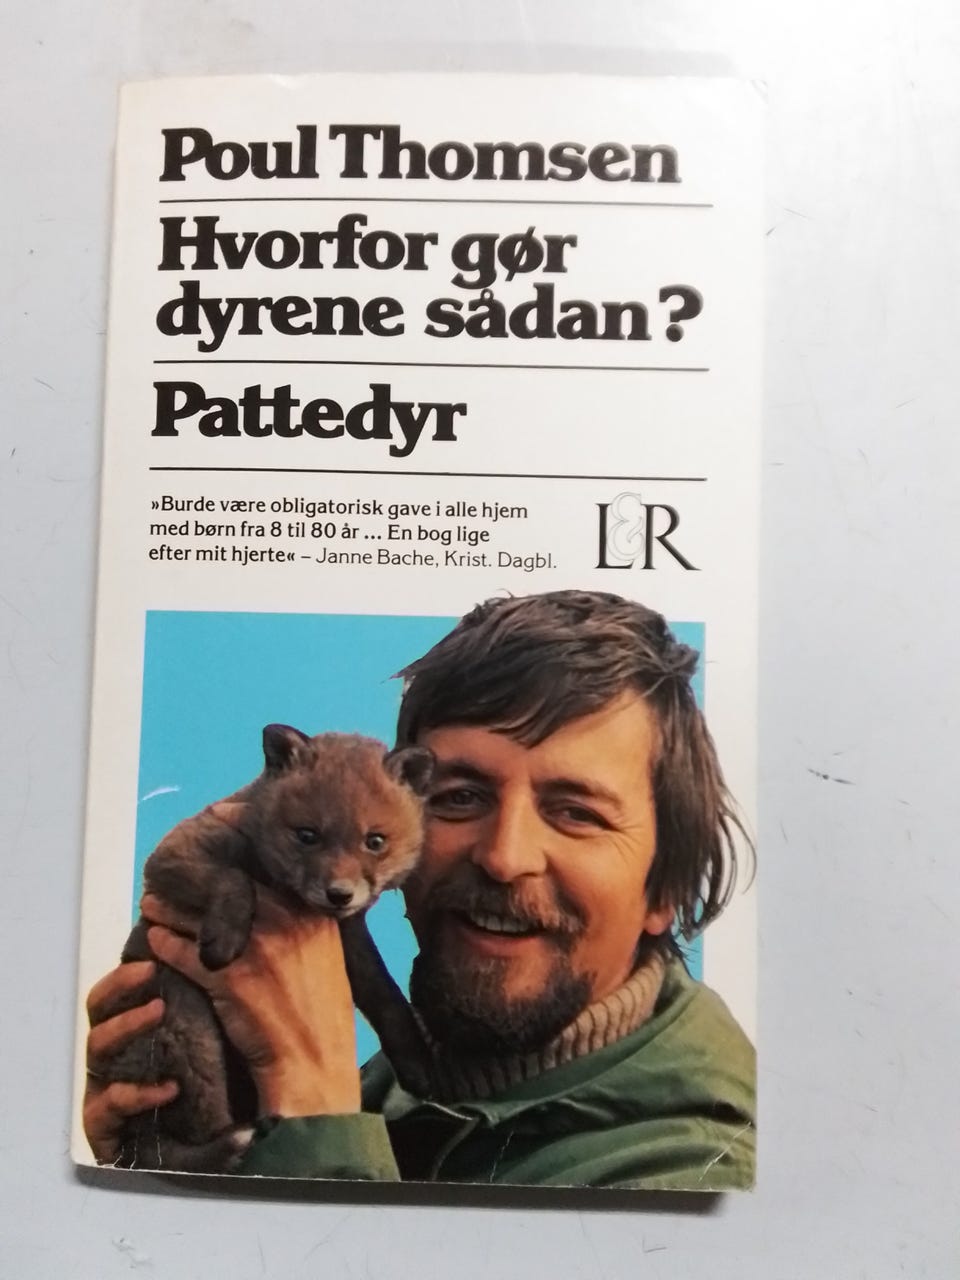 Poul Thomsen
Hvorfor gør
dyrene sådan?
Pattedyr
»Burde være obligatorisk gave i alle hjem
med børn fra 8 til 80 år ... En bog lige
efter mit hjerte« – Janne Bache, Krist. Dagbl.
L&R